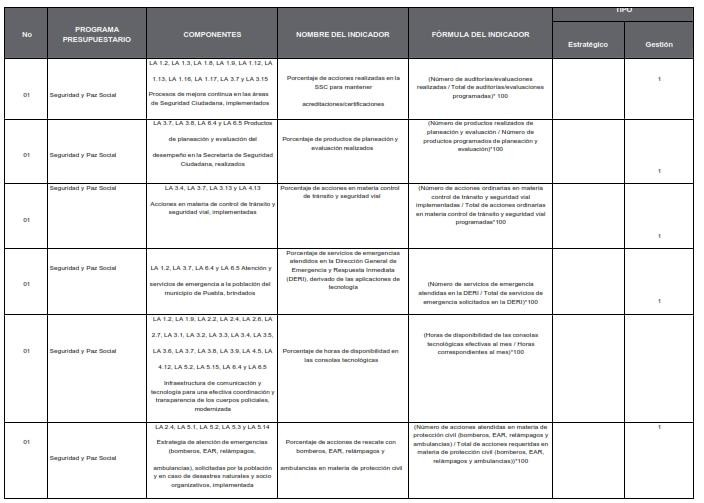 No
PROGRAMA
PRESUPUESTARIO
COMPONENTES
NOMBRE DEL INDICADOR
FÓRMULA DEL INDICADOR
TIPO
Estratégico
Gestión
01
Seguridad y Paz Social
LA 1.2, LA 1.3, LA 1.8, LA 1.9, LA 1.12, LA
1.13, LA 1.16, LA 1.17, LA 3.7 y LA 3.15
Procesos de mejora continua en las áreas
de Seguridad Ciudadana, implementados
Porcentaje de acciones realizadas en la
SSC para mantener
acreditaciones/certificaciones
(Número de auditorías/evaluaciones
realizadas / Total de auditorías/evaluaciones
programadas)* 100
1
01
Seguridad y Paz Social
LA 3.7, LA 3.8, LA 6.4 y LA 6.5 Productos
de planeación y evaluación del
desempeño en la Secretaría de Seguridad
Ciudadana, realizados
Porcentaje de productos de planeación y
evaluación realizados
(Número de productos realizados de
planeación y evaluación / Número de
productos programados de planeación y
evaluación)*100
1
01
Seguridad y Paz Social
LA 3.4, LA 3.7, LA 3.13 y LA 4.13
Acciones en materia de control de tránsito y
seguridad vial, implementadas
Porcentaje de acciones en materia control
de tránsito y seguridad vial
(Número de acciones ordinarias en materia
control de tránsito y seguridad vial
implementadas / Total de acciones ordinarias
en materia control de tránsito y seguridad vial
programadas*100
1
01
Seguridad y Paz Social
LA 1.2, LA 3.7, LA 6.4 y LA 6.5 Atención y
servicios de emergencia a la población del
municipio de Puebla, brindados
Porcentaje de servicios de emergencias
atendidos en la Dirección General de
Emergencia y Respuesta Inmediata
(DERI), derivado de las aplicaciones de
tecnología
(Número de servicios de emergencia
atendidas en la DERI / Total de servicios de
emergencia solicitados en la DERI)*100
1
01
Seguridad y Paz Social
LA 1.2, LA 1.9, LA 2.2, LA 2.4, LA 2.6, LA
2.7, LA 3.1, LA 3.2, LA 3.3, LA 3.4, LA 3.5,
LA 3.6, LA 3.7, LA 3.8, LA 3.9, LA 4.5, LA
4.12, LA 5.2, LA 5.15, LA 6.4 y LA 6.5
Infraestructura de comunicación y
tecnología para una efectiva coordinación y
transparencia de los cuerpos policiales,
modernizada
Porcentaje de horas de disponibilidad en
las consolas tecnológicas
(Horas de disponibilidad de las consolas
tecnológicas efectivas al mes / Horas
correspondientes al mes)*100
1
01
Seguridad y Paz Social
LA 2.4, LA 5.1, LA 5.2, LA 5.3 y LA 5.14
Estrategia de atención de emergencias
(bomberos, EAR, relámpagos,
ambulancias), solicitadas por la población
y en caso de desastres naturales y socio
organizativos, implementada
Porcentaje de acciones de rescate con
bomberos, EAR, relámpagos y
ambulancias en materia de protección civil
(Número de acciones atendidas en materia de
protección civil (bomberos, EAR, relámpagos y
ambulancias) / Total de acciones requeridas en
materia de protección civil (bomberos, EAR,
relámpagos y ambulancias))*100
1